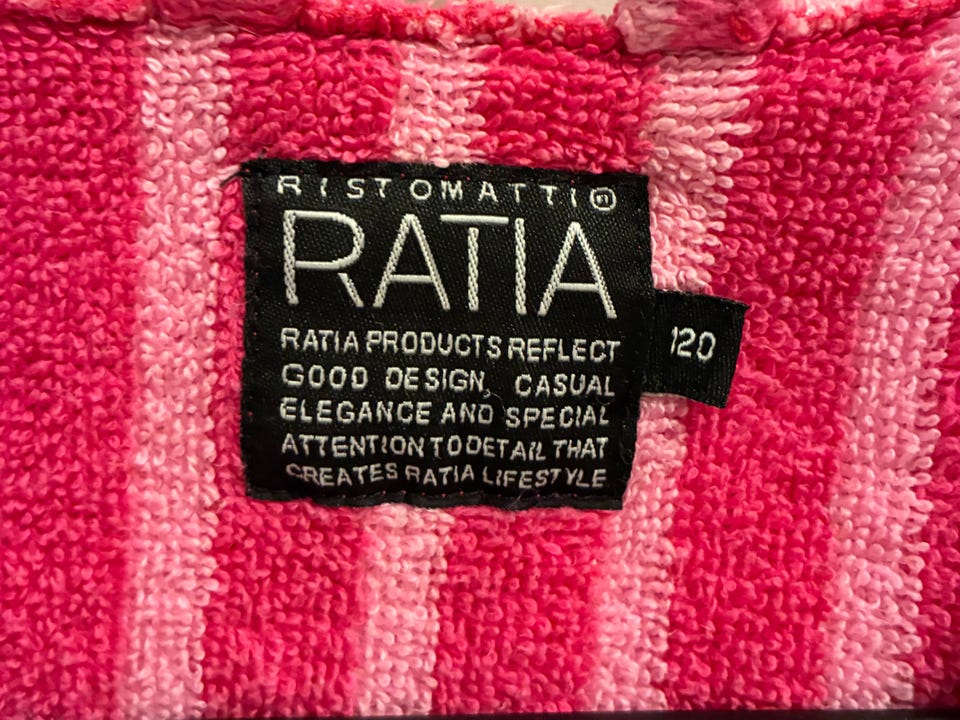 RISTOMATTI®
RATIA
RATIA PRODUCTS REFLECT
GOOD DESIGN, CASUAL
ELEGANCE AND SPECIAL
ATTENTION TO DETAIL THAT
CREATES RATIA LIFESTYLE
120